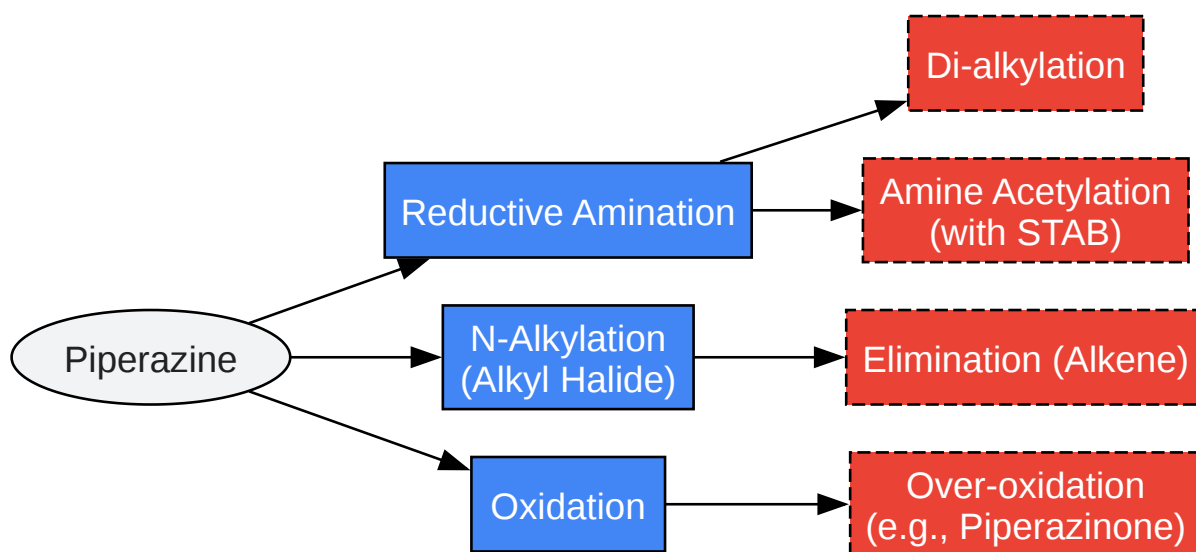 Di-alkylation
Reductive Amination
Amine Acetylation
(with STAB)
Piperazine
N-Alkylation
(Alkyl Halide)
Elimination (Alkene)
Oxidation
Over-oxidation
(e.g., Piperazinone)